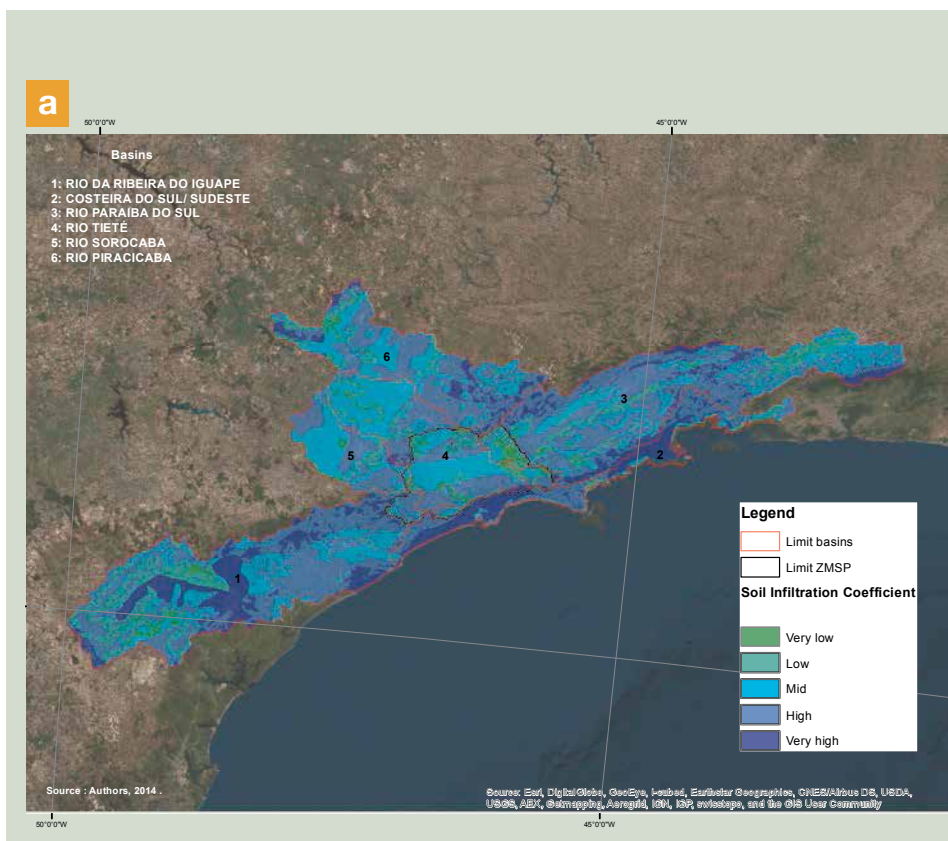 a
50°0'0"W
45°0'0"W
Basins
1: RIO DA RIBEIRA DO IGUAPE
2: COSTEIRA DO SUL/ SUDESTE
3: RIO PARAIBA DO SUL
4: RIO TIETÉ
5: RIO SOROCABA
6: RIO PIRACICABA
6
3
5
4
2
1
Legend
Limit basins
Limit ZMSP
Soil Infiltration Coefficient
Very low
Low
Mid
High
Very high
Source : Authors, 2014 .
Source: Esri, DigitalGlobe, GeoEye, i-cubed, Earthstar Geographics, CNES/Airbus DS, USDA,
USGS, AEX, Getmapping, Aerogrid, IGN, IGP, swisstopo, and the GIS User Community
50°0'0"W
45°0'0"W